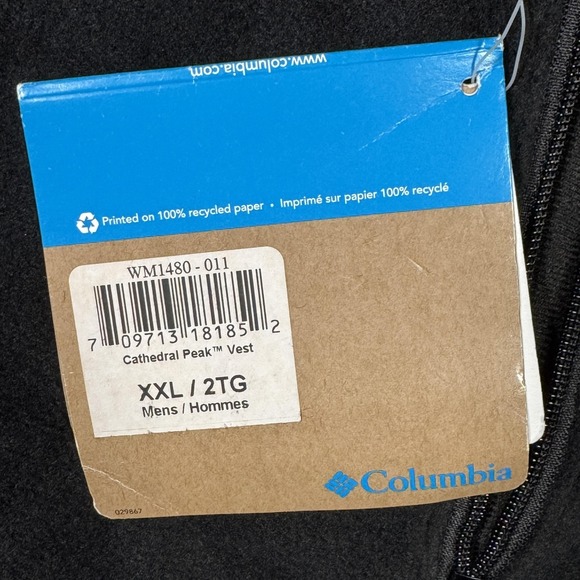 www.columbia.com
Printed on 100% recycled paper • Imprimé sur papier 100% recyclé
WM1480 - 011
7 09713 18185 2
Cathedral Peak™ Vest
XXL / 2TG
Mens / Hommes
Columbia
029867